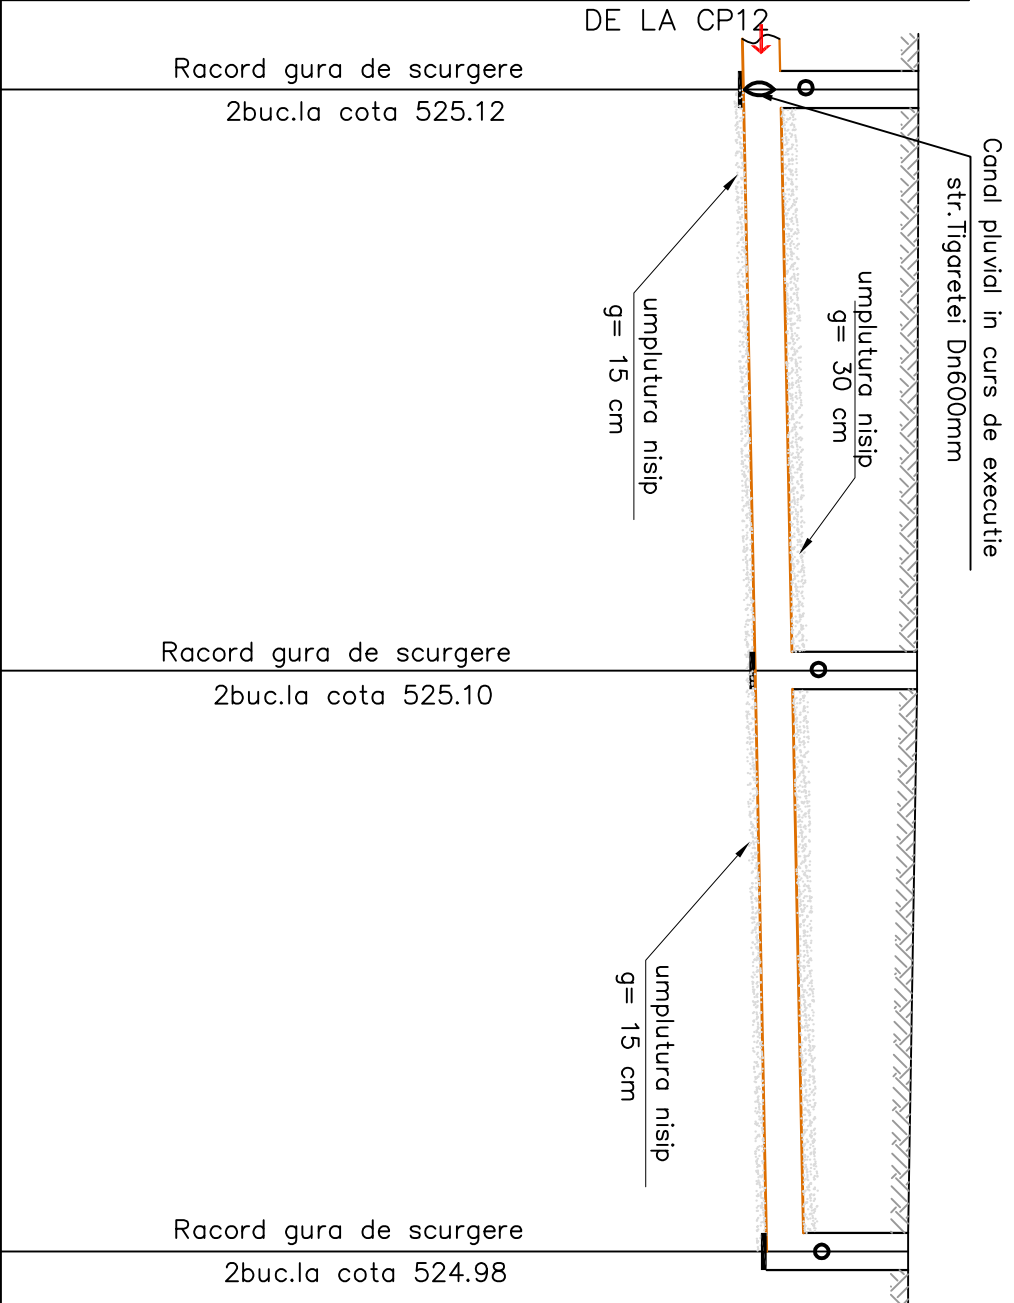 DE LA CP12
Racord gura de scurgere
2buc.la cota 525.12
Canal pluvial in curs de executie
str.Tigaretei Dn600mm
umplutura nisip
g= 30 cm
umplutura nisip
g= 15 cm
Racord gura de scurgere
2buc.la cota 525.10
umplutura nisip
g= 15 cm
Racord gura de scurgere
2buc.la cota 524.98